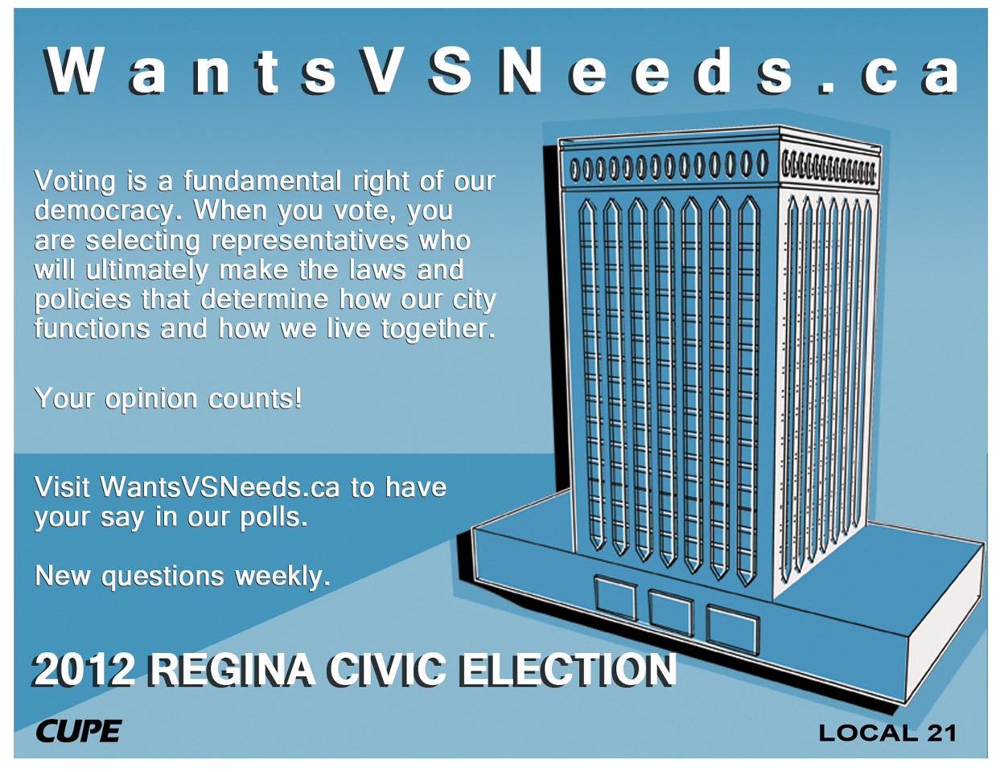 WantsVSNeeds.ca
Voting is a fundamental right of our
democracy. When you vote, you
are selecting representatives who
will ultimately make the laws and
policies that determine how our city
functions and how we live together.
Your opinion counts!
Visit WantsVSNeeds.ca to have
your say in our polls.
New questions weekly.
2012 REGINA CIVIC ELECTION
CUPE
LOCAL 21